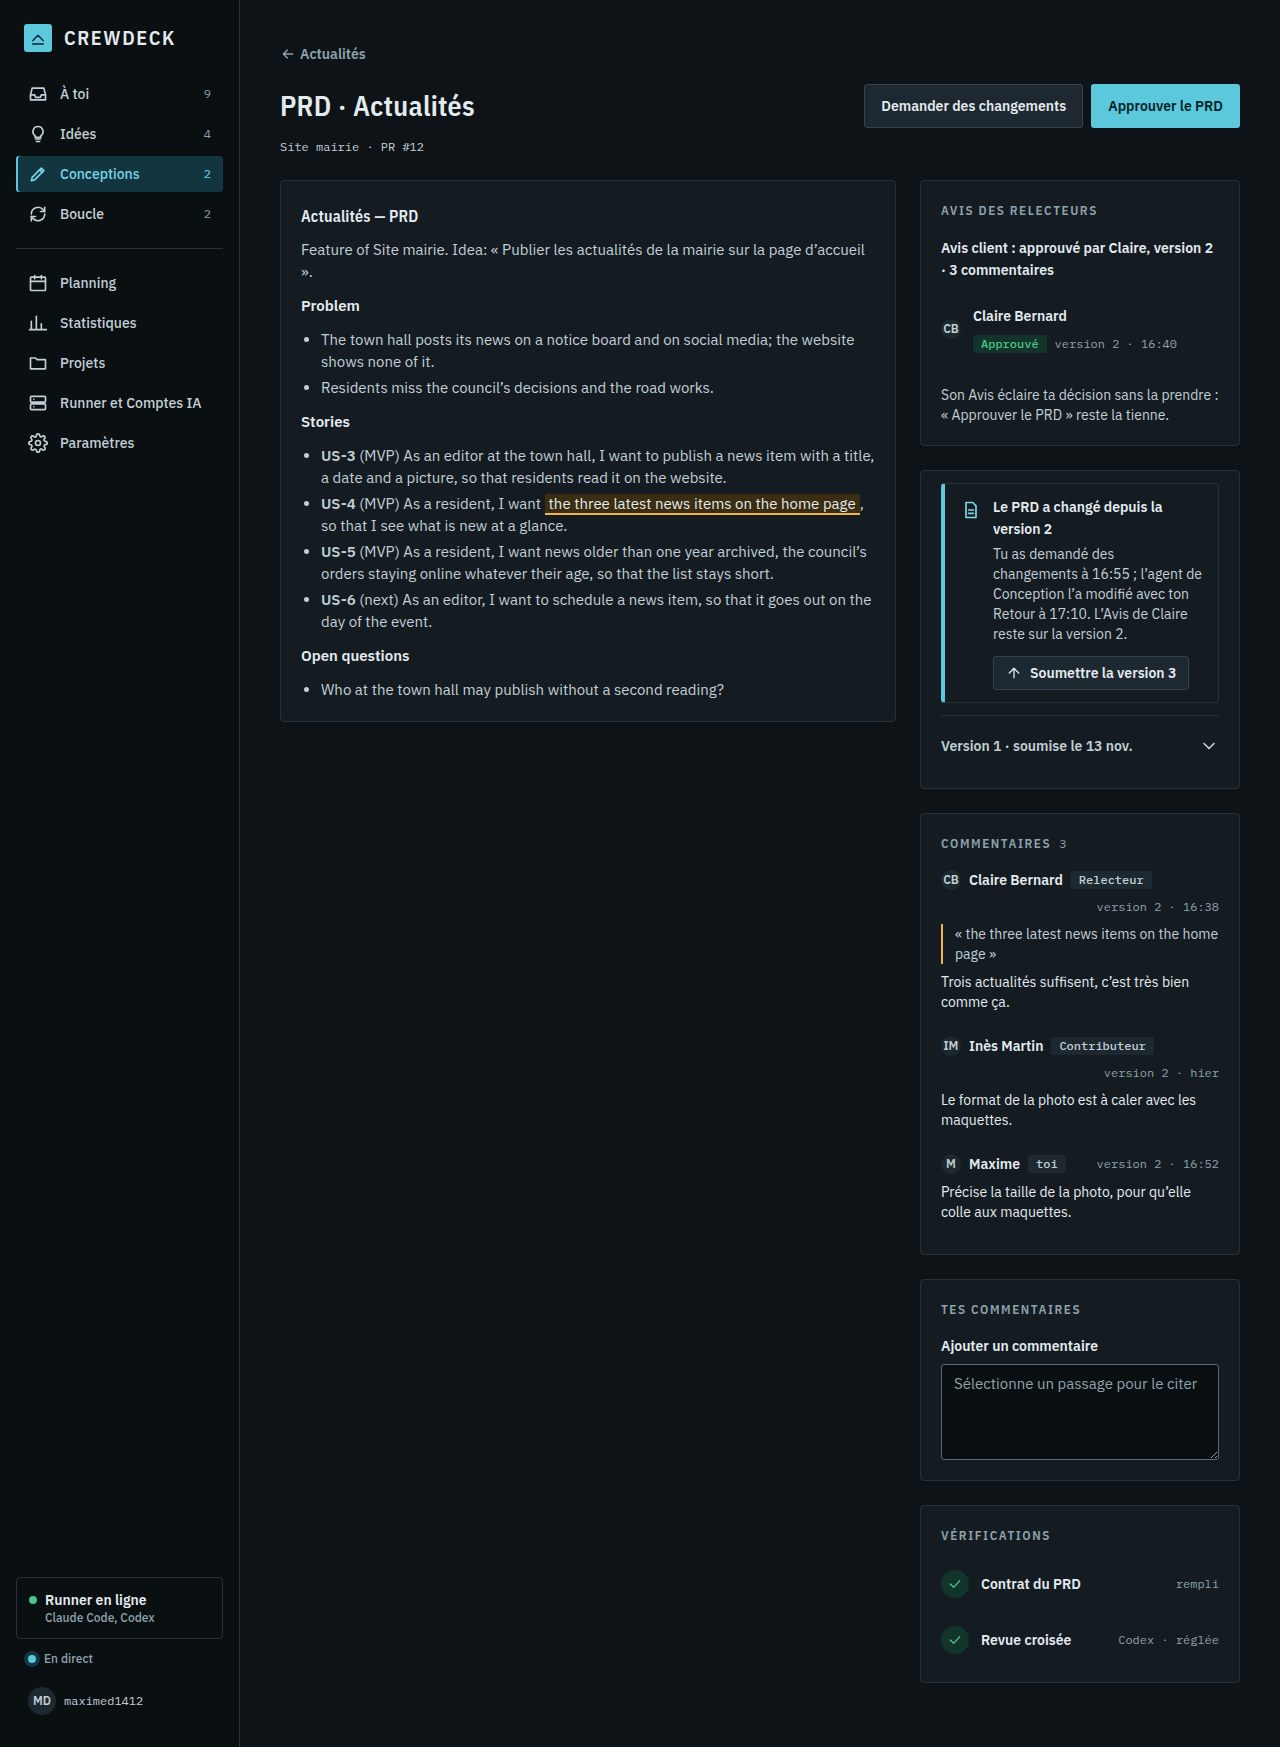 CREWDECK
À toi 9
Idées 4
Conceptions 2
Boucle 2
Planning
Statistiques
Projets
Runner et Comptes IA
Paramètres
Runner en ligne
Claude Code, Codex
En direct
MD maximed1412
← Actualités
PRD · Actualités
Demander des changements
Approuver le PRD
Site mairie · PR #12
Actualités — PRD
Feature of Site mairie. Idea: « Publier les actualités de la mairie sur la page d’accueil
».
Problem
• The town hall posts its news on a notice board and on social media; the website
shows none of it.
• Residents miss the council’s decisions and the road works.
Stories
• US-3 (MVP) As an editor at the town hall, I want to publish a news item with a title,
a date and a picture, so that residents read it on the website.
• US-4 (MVP) As a resident, I want the three latest news items on the home page,
so that I see what is new at a glance.
• US-5 (MVP) As a resident, I want news older than one year archived, the council’s
orders staying online whatever their age, so that the list stays short.
• US-6 (next) As an editor, I want to schedule a news item, so that it goes out on the
day of the event.
Open questions
• Who at the town hall may publish without a second reading?
AVIS DES RELECTEURS
Avis client : approuvé par Claire, version 2
· 3 commentaires
CB Claire Bernard
Approuvé version 2 · 16:40
Son Avis éclaire ta décision sans la prendre :
« Approuver le PRD » reste la tienne.
Le PRD a changé depuis la
version 2
Tu as demandé des
changements à 16:55 ; l’agent de
Conception l’a modifié avec ton
Retour à 17:10. L’Avis de Claire
reste sur la version 2.
↑ Soumettre la version 3
Version 1 · soumise le 13 nov.
COMMENTAIRES 3
CB Claire Bernard Relecteur
version 2 · 16:38
« the three latest news items on the home
page »
Trois actualités suffisent, c’est très bien
comme ça.
IM Inès Martin Contributeur
version 2 · hier
Le format de la photo est à caler avec les
maquettes.
M Maxime toi version 2 · 16:52
Précise la taille de la photo, pour qu’elle
colle aux maquettes.
TES COMMENTAIRES
Ajouter un commentaire
Sélectionne un passage pour le citer
VÉRIFICATIONS
Contrat du PRD rempli
Revue croisée Codex · réglée